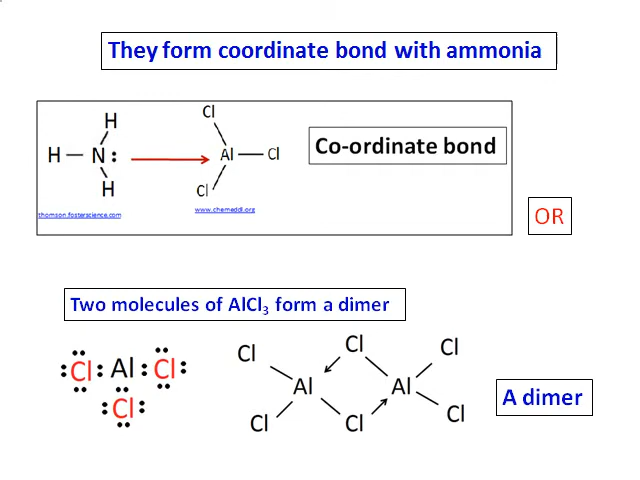 They form coordinate bond with ammonia
H
H — N :
H
Cl
Al — Cl
Cl
Co-ordinate bond
thomson.fosterscience.com
www.chemeddl.org
OR
Two molecules of AlCl₃ form a dimer
:Cl:Al:Cl:
:Cl:
Cl Cl Cl
Al Al
Cl Cl Cl
A dimer